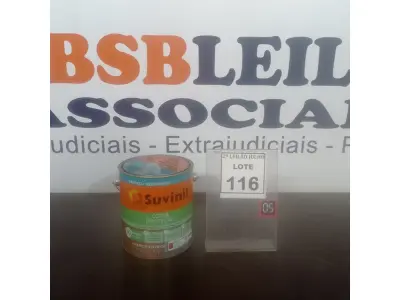 BSBLEIL
ASSOCIA
udiciais - Extrajudiciais - P
LOTE
116
Suvinil
05